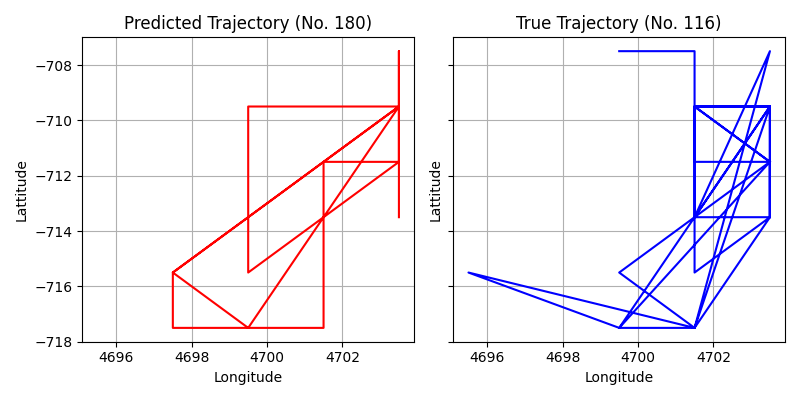 Predicted Trajectory (No. 180)
True Trajectory (No. 116)
Lattitude
−708
−710
−712
−714
−716
−718
4696
4698
4700
4702
Longitude
Lattitude
4696
4698
4700
4702
Longitude